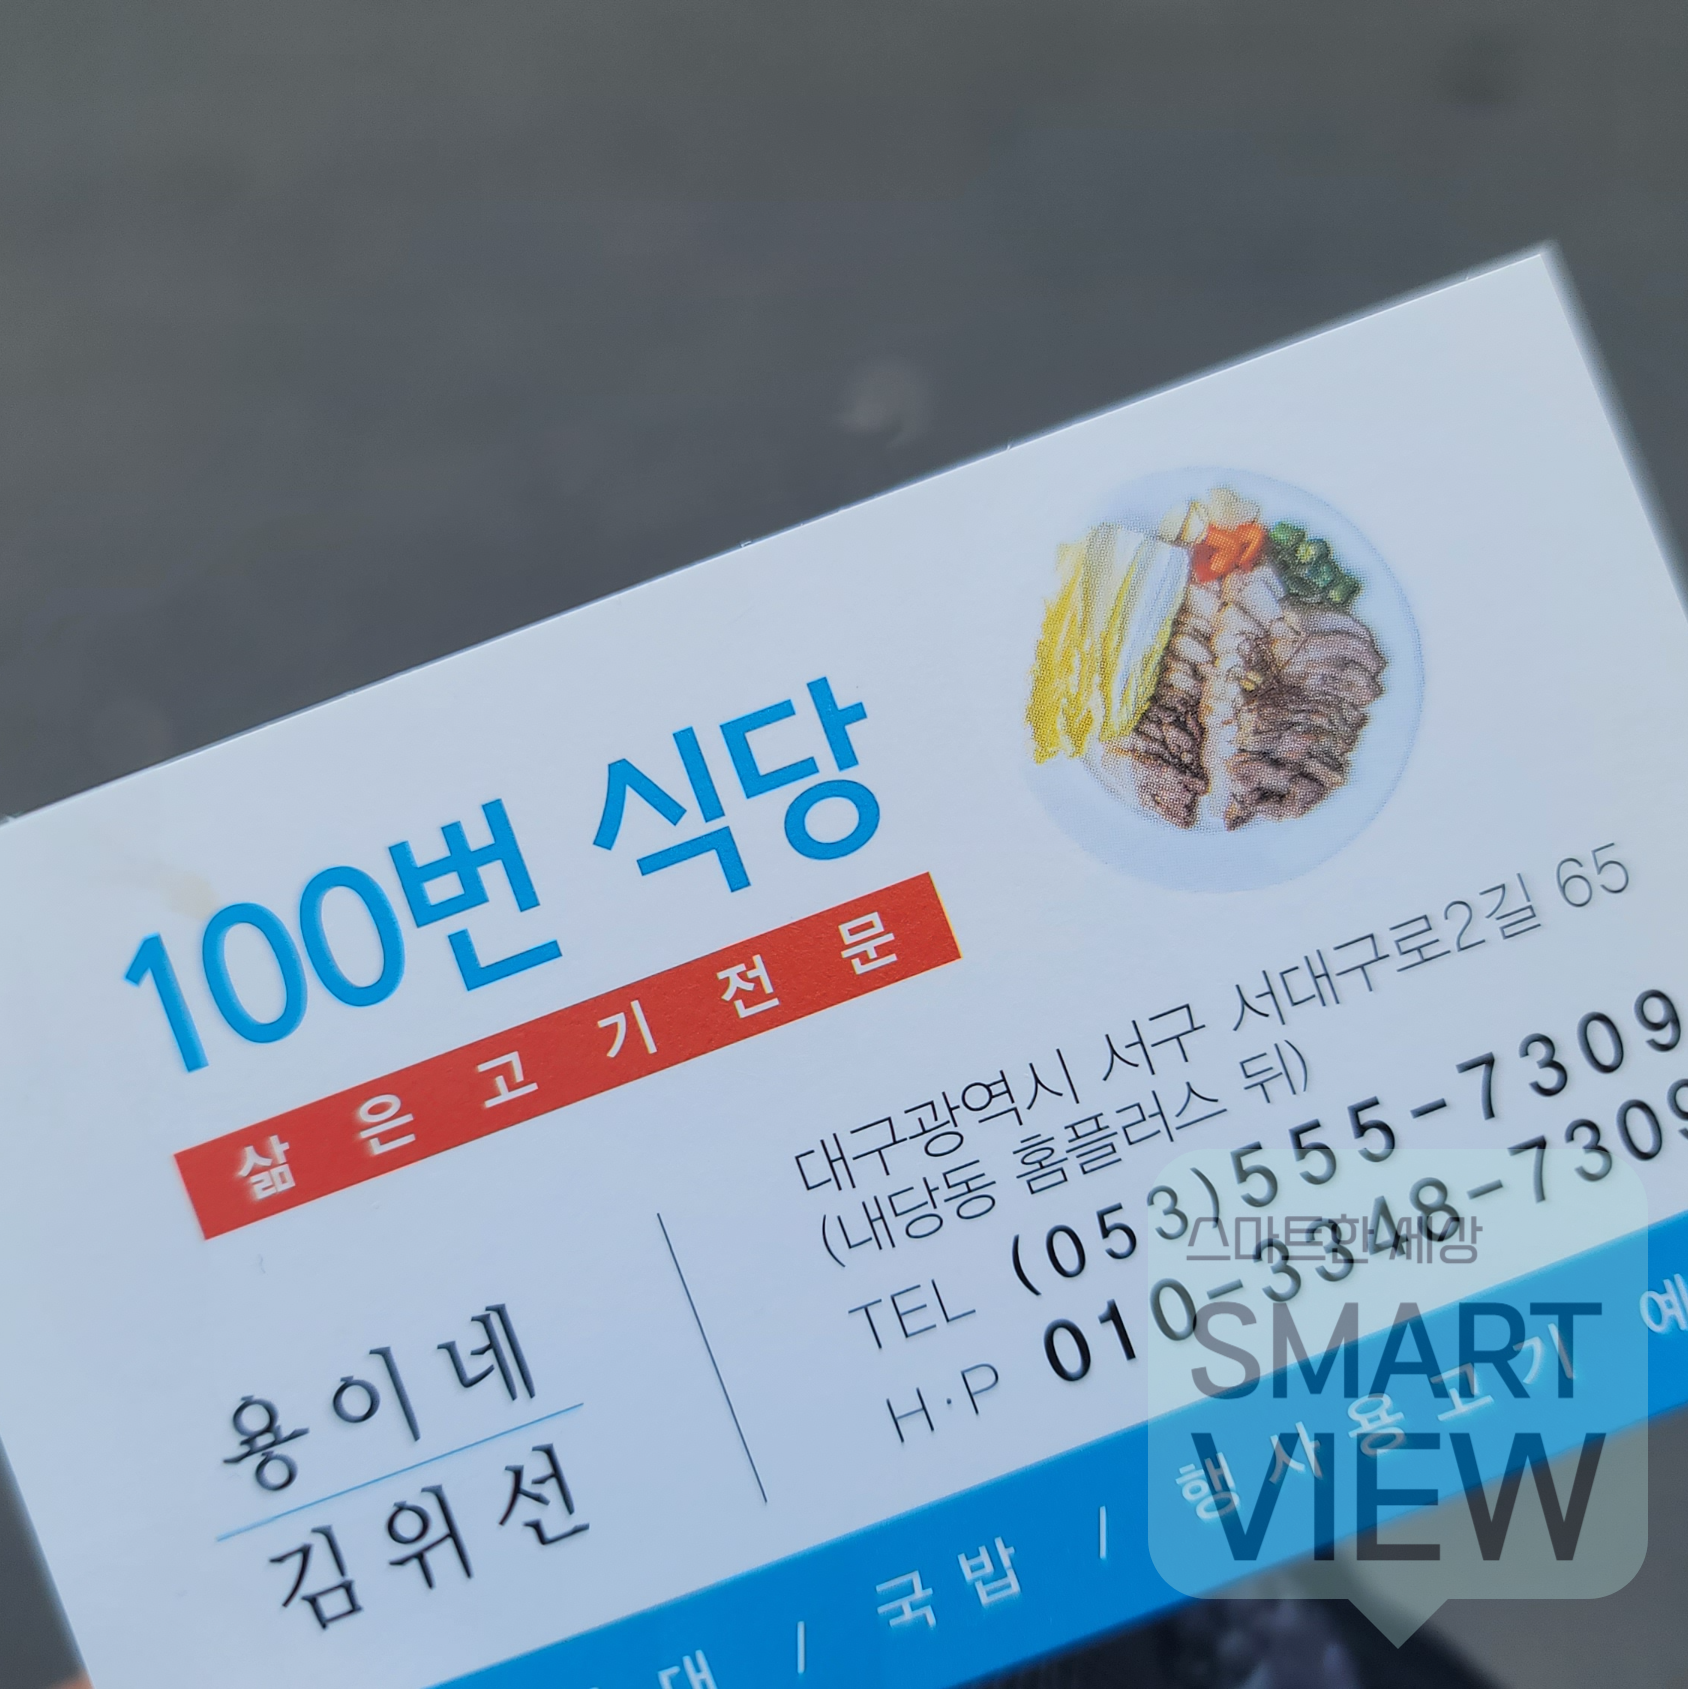 100번 식당
삶은고기전문
대구광역시 서구 서대구로2길 65
(내당동 홈플러스 뒤)
TEL (053)555-7309
H·P 010-3348-7309
용이네
김위선
대 / 국밥 / 행사용고기 예
스마트한세상
SMART
VIEW